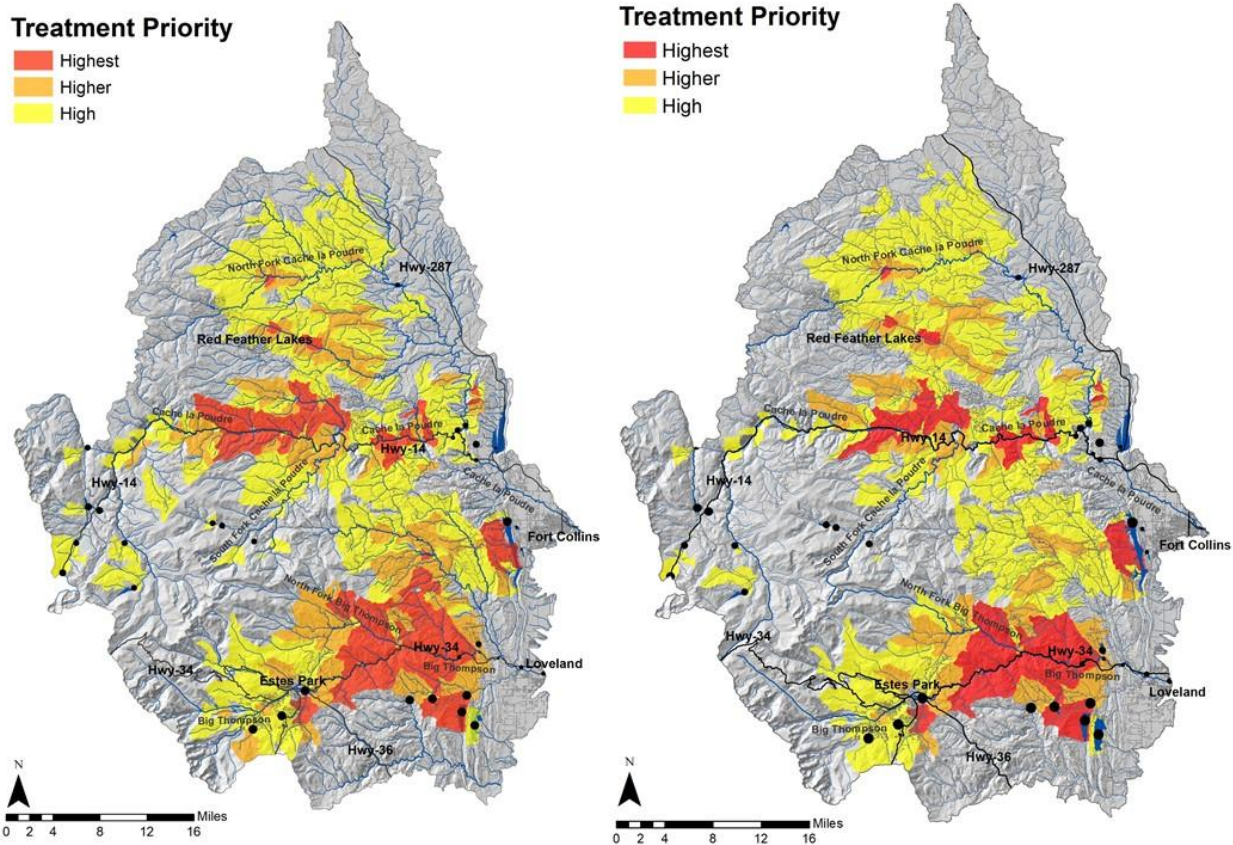 Treatment Priority
Highest
Higher
High
North Fork Cache la Poudre
Hwy-287
Red Feather Lakes
Cache la Poudre
Cache la Poudre
Hwy-14
Hwy-14
South Fork Cache la Poudre
Cache la Poudre
Fort Collins
North Fork Big Thompson
Hwy-34
Hwy-34
Big Thompson
Loveland
Estes Park
Big Thompson
Hwy-36
N
Miles
0 1 2 4 8 12 16
Treatment Priority
Highest
Higher
High
North Fork Cache la Poudre
Hwy-287
Red Feather Lakes
Cache la Poudre
Cache la Poudre
Hwy-14
Hwy-14
South Fork Cache la Poudre
Cache la Poudre
Fort Collins
North Fork Big Thompson
Hwy-34
Hwy-34
Big Thompson
Loveland
Estes Park
Big Thompson
Hwy-36
N
Miles
0 1 2 4 8 12 16